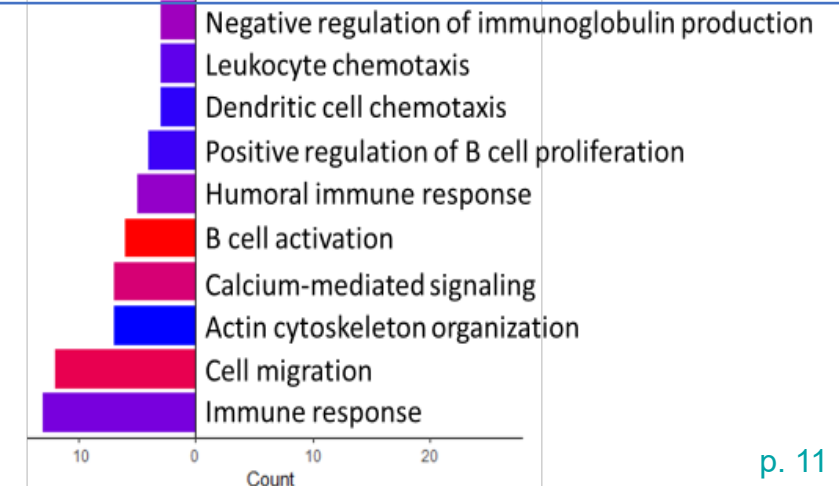 Negative regulation of immunoglobulin production
Leukocyte chemotaxis
Dendritic cell chemotaxis
Positive regulation of B cell proliferation
Humoral immune response
B cell activation
Calcium-mediated signaling
Actin cytoskeleton organization
Cell migration
Immune response
10 0 10 20
Count
p. 11